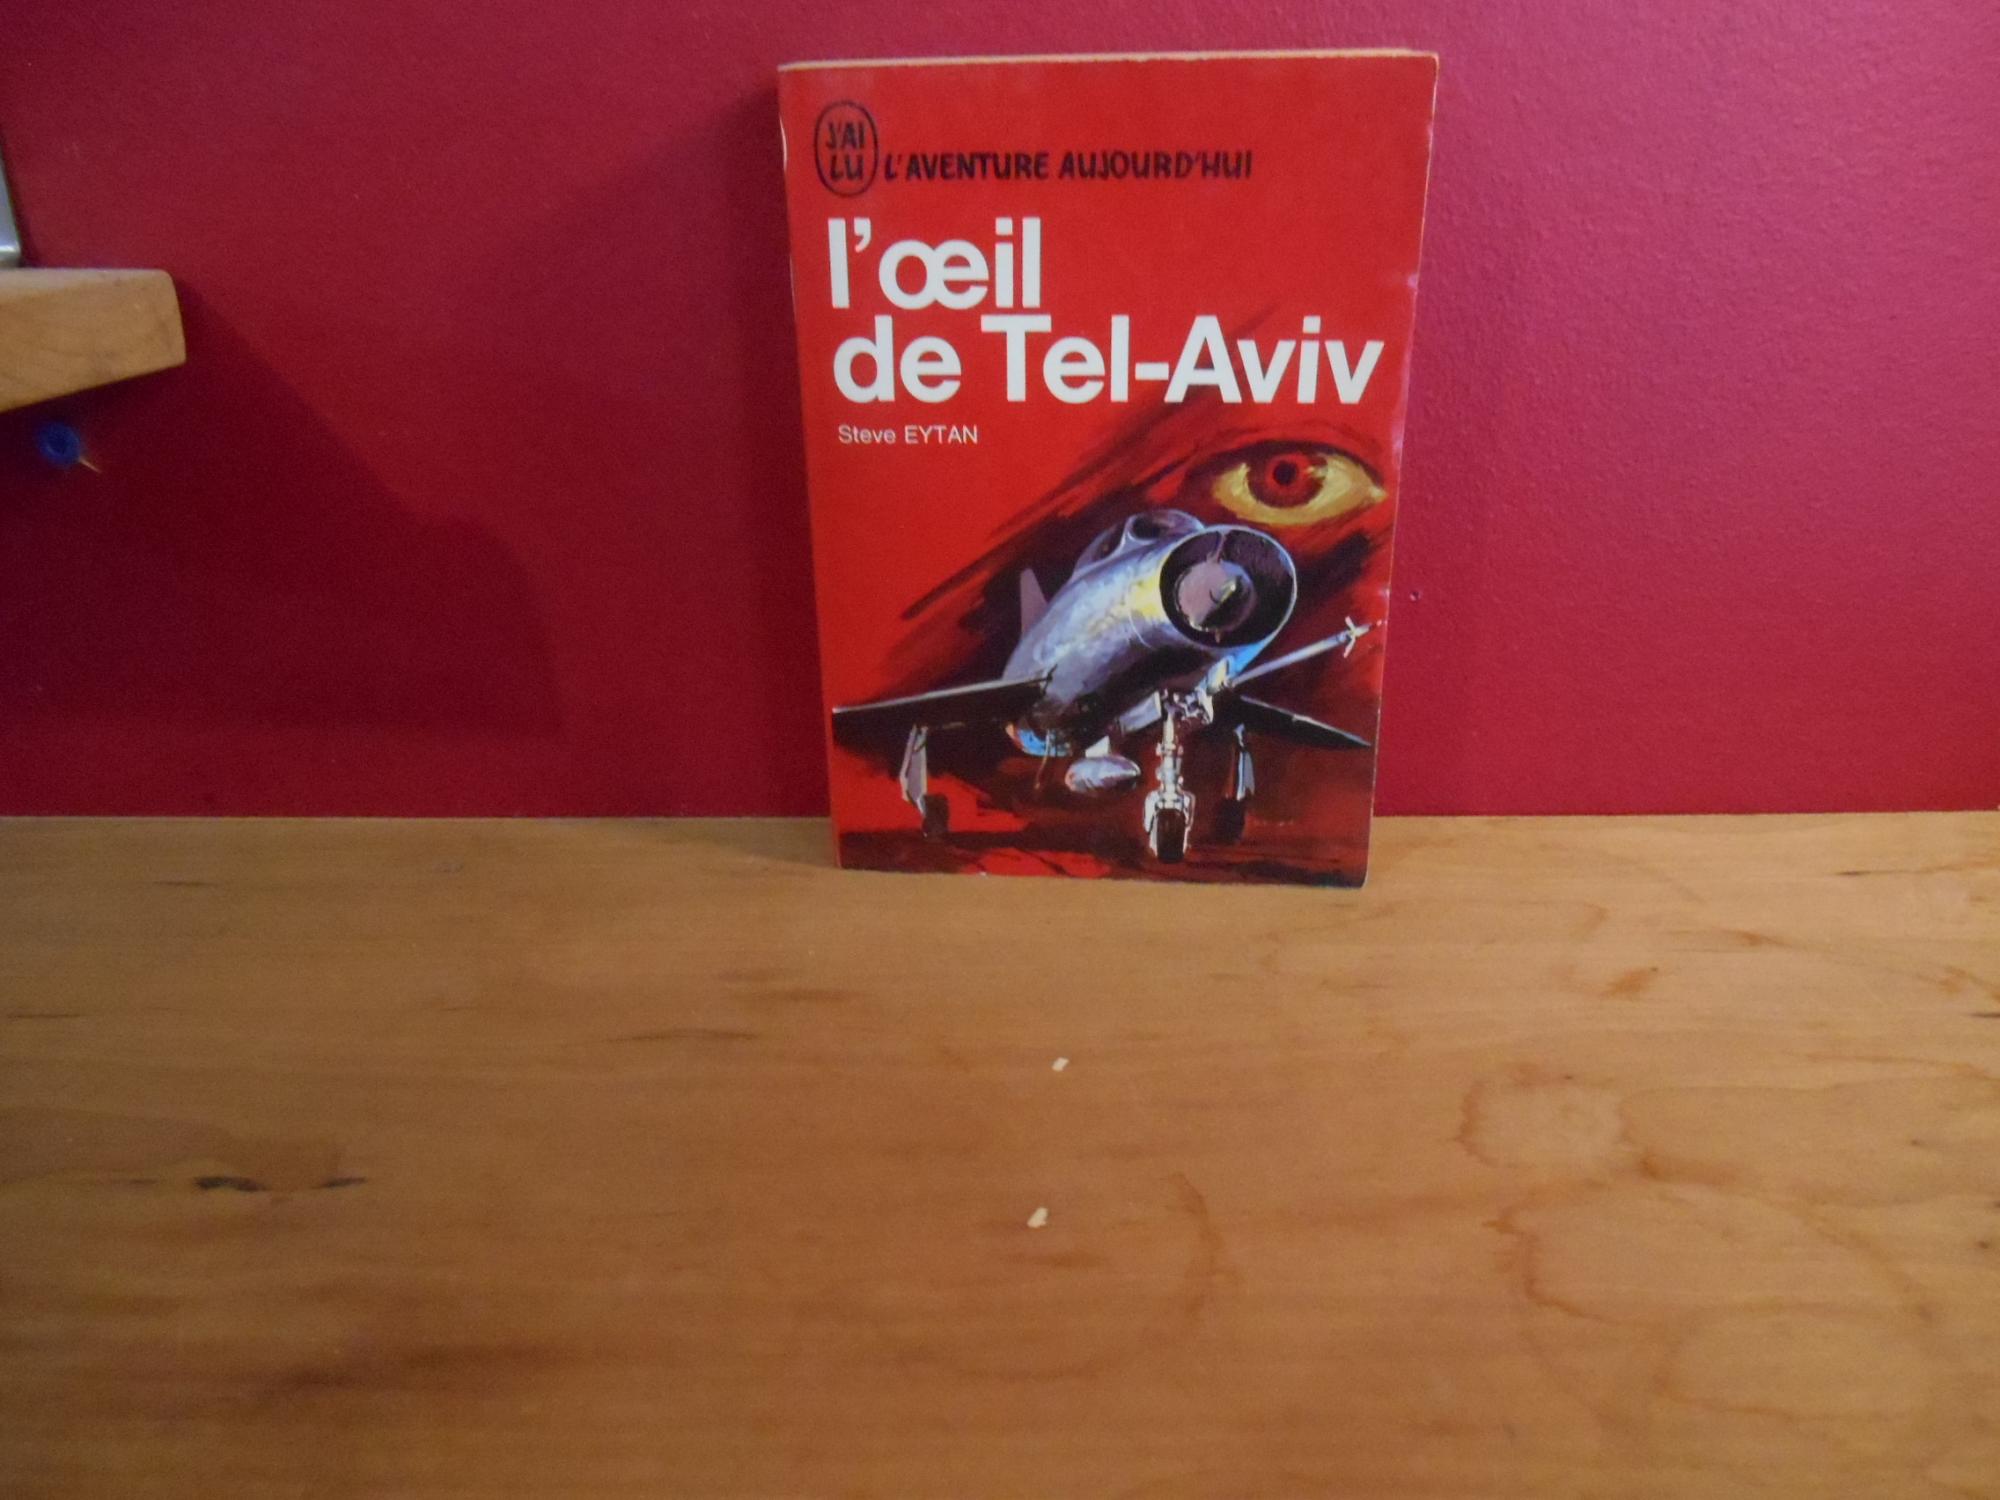 J'AI
LU L'AVENTURE AUJOURD'HUI
l'œil
de Tel-Aviv
Steve EYTAN